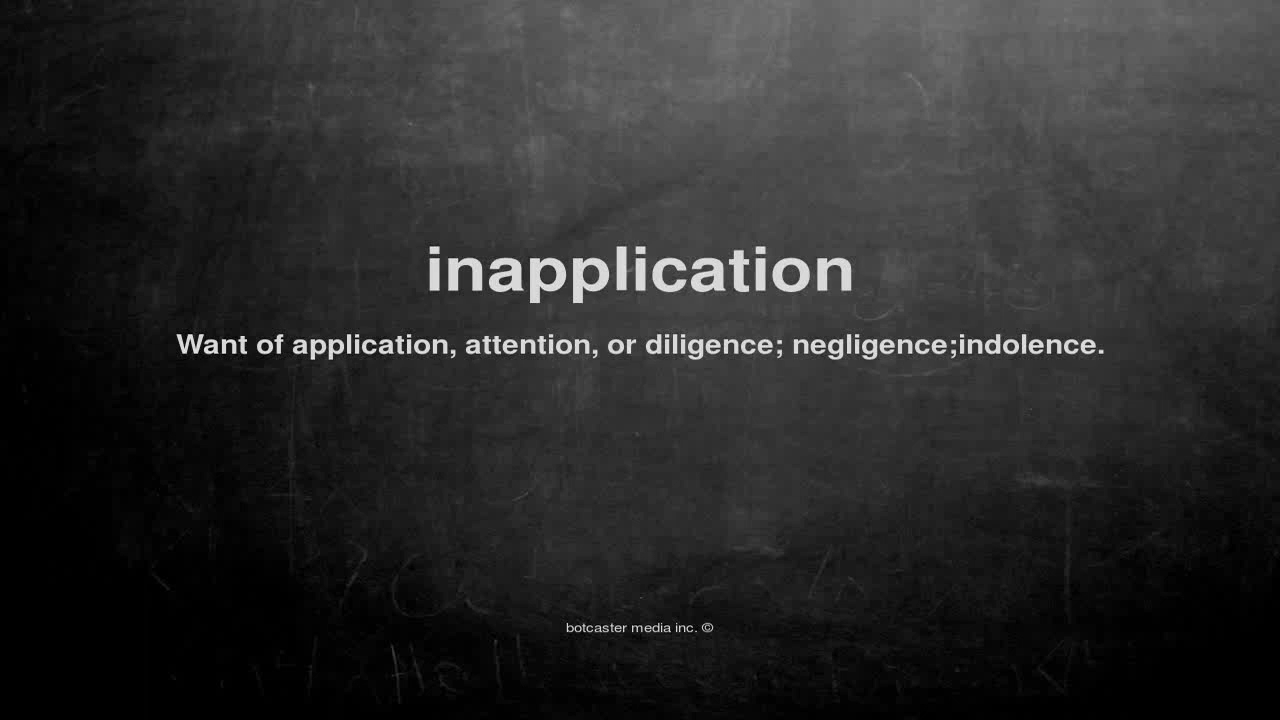 inapplication
Want of application, attention, or diligence; negligence;indolence.
botcaster media inc. ©